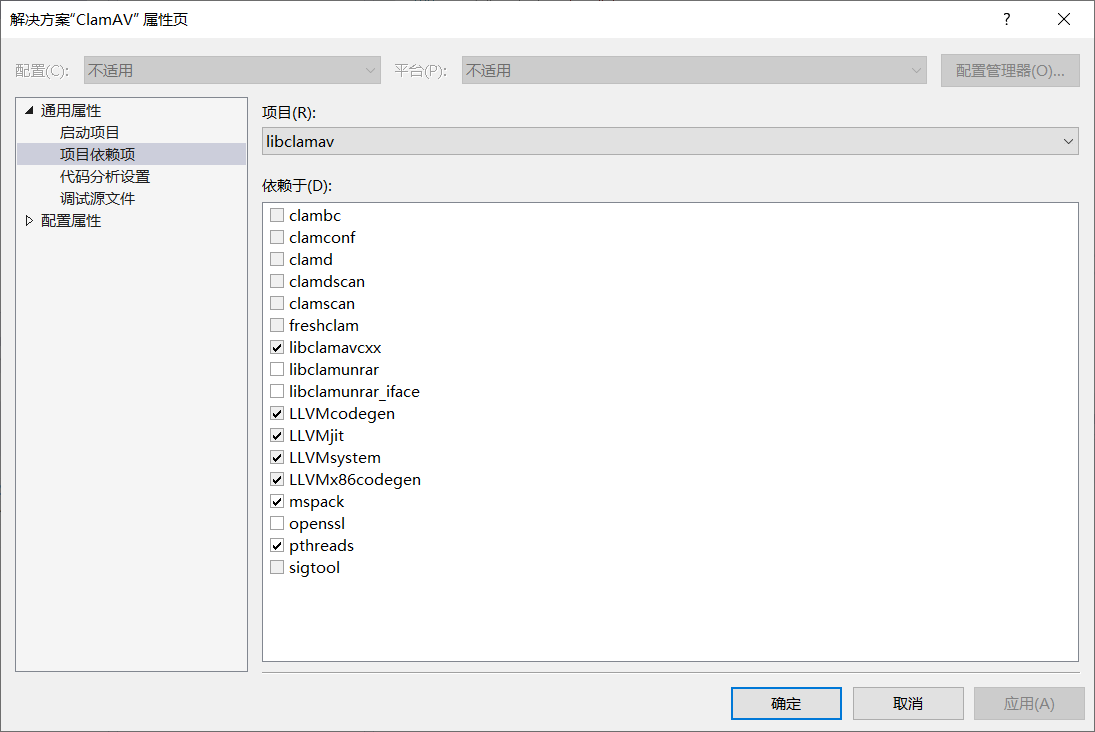 解决方案“ClamAV” 属性页
?
配置(C):
不适用
平台(P):
不适用
配置管理器(O)...
通用属性
启动项目
项目依赖项
代码分析设置
调试源文件
配置属性
项目(R):
libclamav
依赖于(D):
clambc
clamconf
clamd
clamdscan
clamscan
freshclam
libclamavcxx
libclamunrar
libclamunrar_iface
LLVMcodegen
LLVMjit
LLVMsystem
LLVMx86codegen
mspack
openssl
pthreads
sigtool
确定
取消
应用(A)